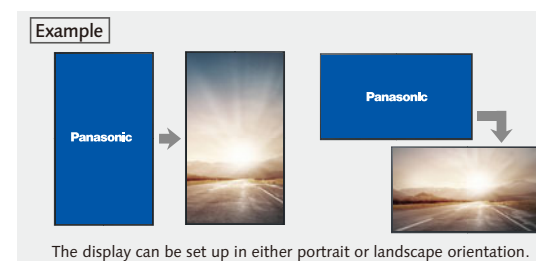 Example
Panasonic
Panasonic
The display can be set up in either portrait or landscape orientation.